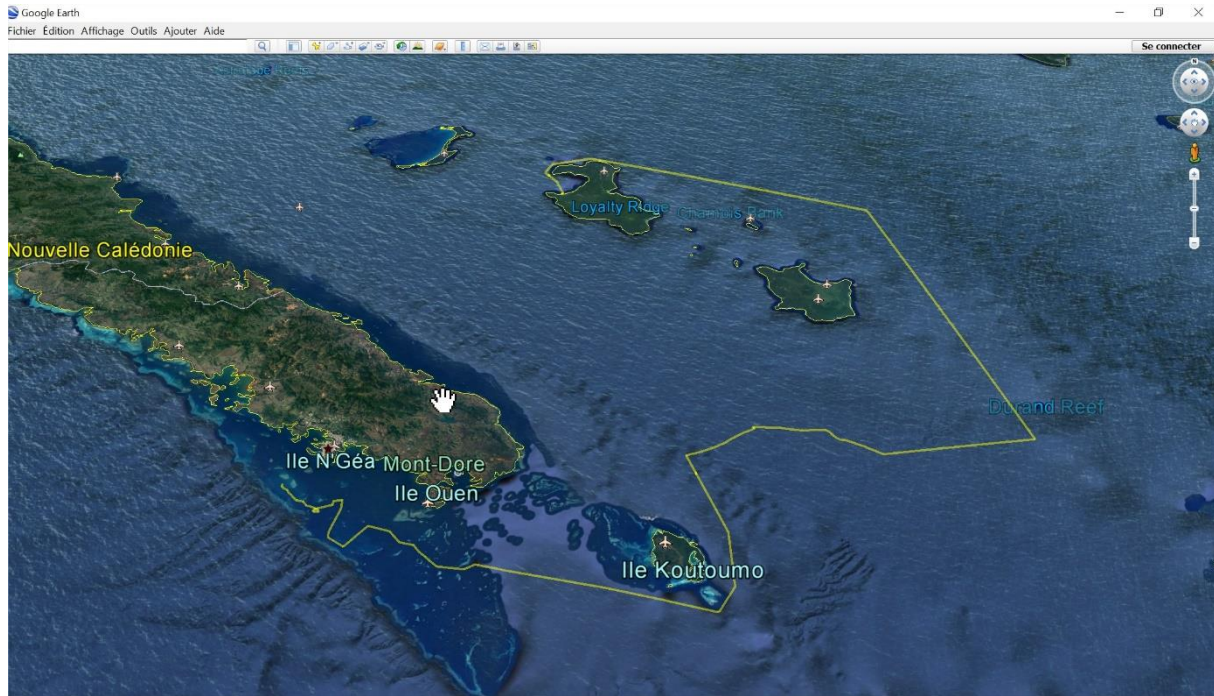 Google Earth
Fichier Édition Affichage Outils Ajouter Aide
Se connecter
N
Loyalty Ridge
Nouvelle Calédonie
Durand Reef
Ile N'Géa
Mont-Dore
Ile Ouen
Ile Koutoumo